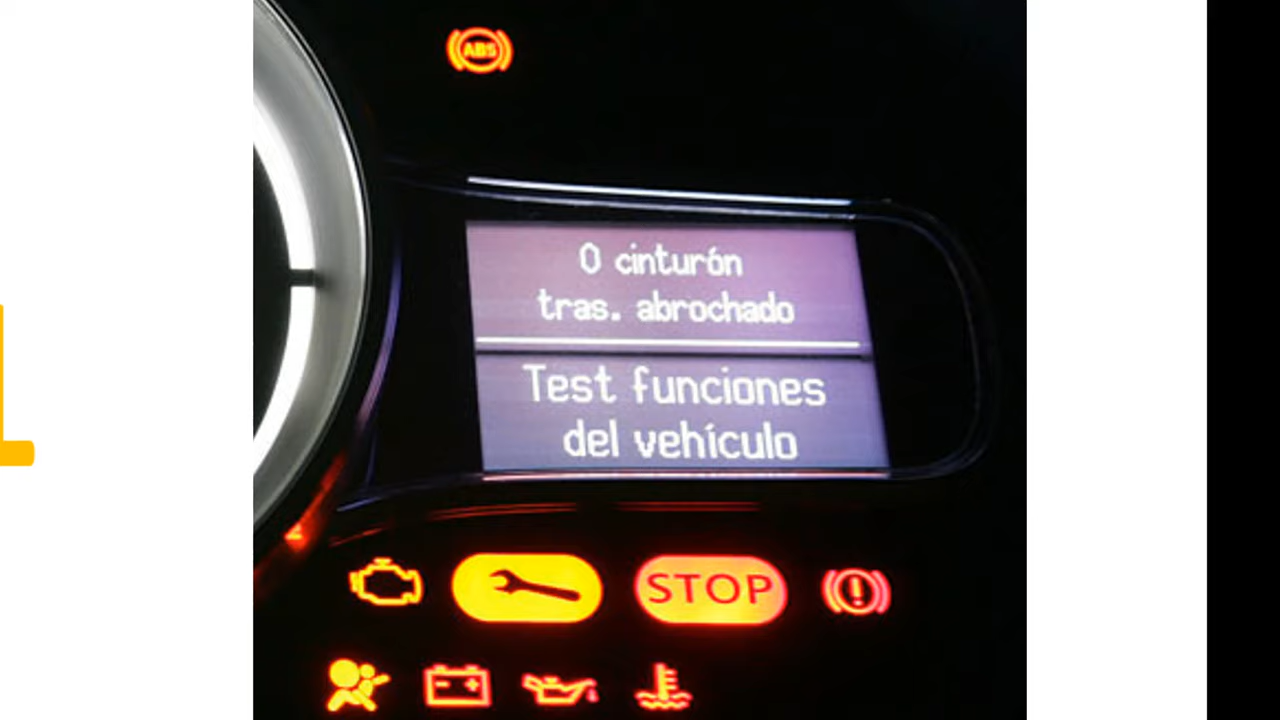 ABS
0 cinturón
tras. abrochado
Test funciones
del vehículo
STOP